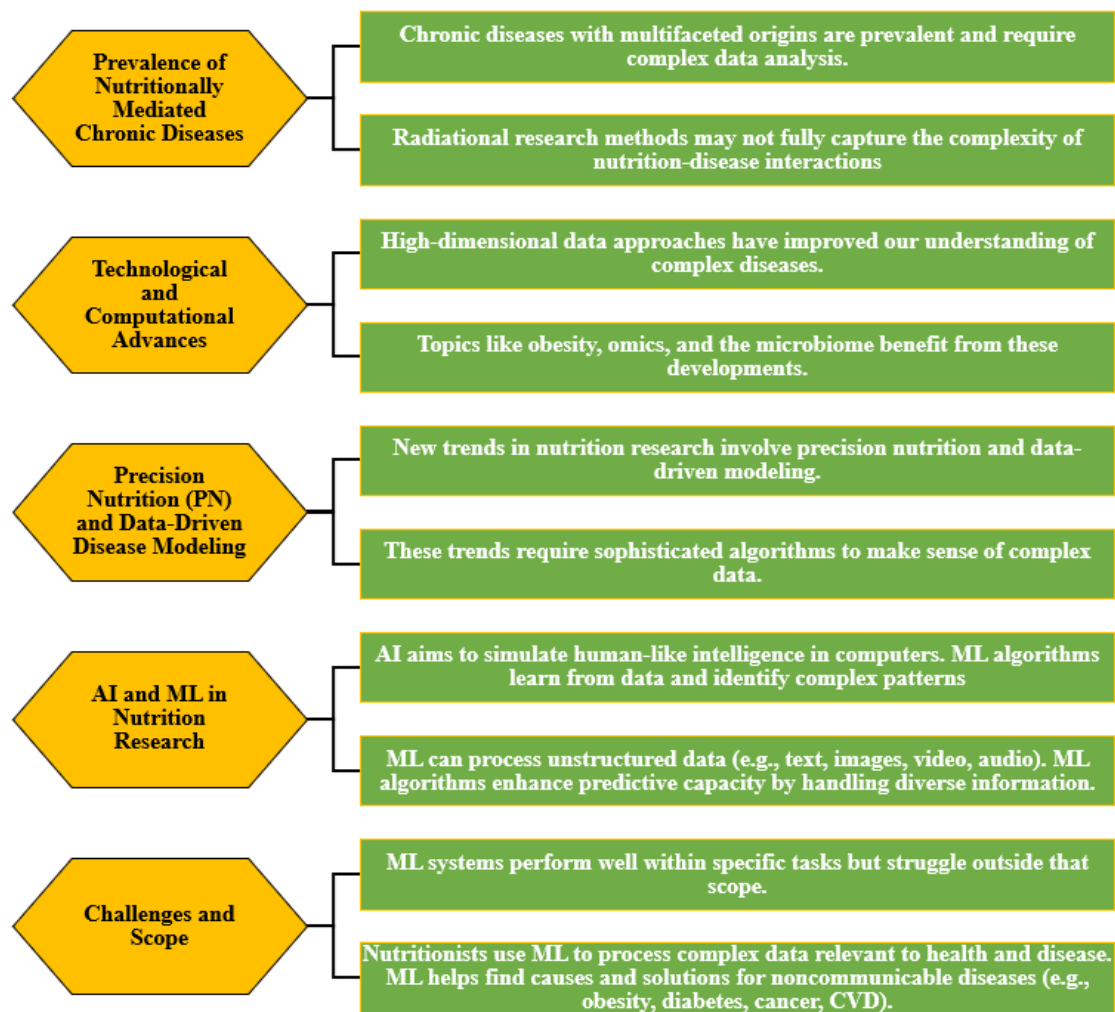 Prevalence of
Nutritionally
Mediated
Chronic Diseases
Chronic diseases with multifaceted origins are prevalent and require
complex data analysis.
Radiational research methods may not fully capture the complexity of
nutrition-disease interactions
Technological
and
Computational
Advances
High-dimensional data approaches have improved our understanding of
complex diseases.
Topics like obesity, omics, and the microbiome benefit from these
developments.
Precision
Nutrition (PN)
and Data-Driven
Disease Modeling
New trends in nutrition research involve precision nutrition and data-
driven modeling.
These trends require sophisticated algorithms to make sense of complex
data.
AI and ML in
Nutrition
Research
AI aims to simulate human-like intelligence in computers. ML algorithms
learn from data and identify complex patterns
ML can process unstructured data (e.g., text, images, video, audio). ML
algorithms enhance predictive capacity by handling diverse information.
Challenges and
Scope
ML systems perform well within specific tasks but struggle outside that
scope.
Nutritionists use ML to process complex data relevant to health and disease.
ML helps find causes and solutions for noncommunicable diseases (e.g.,
obesity, diabetes, cancer, CVD).